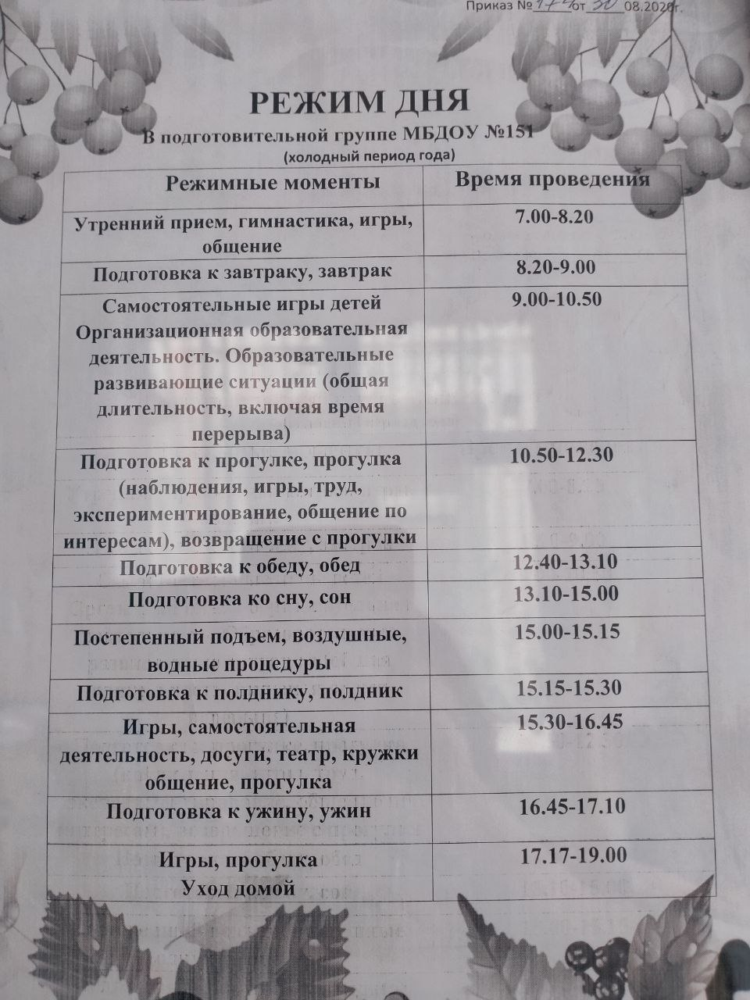 Приказ № 174 от 30 08.2020г.
РЕЖИМ ДНЯ
В подготовительной группе МБДОУ №151
(холодный период года)
Режимные моменты
Время проведения
Утренний прием, гимнастика, игры,
общение
7.00-8.20
Подготовка к завтраку, завтрак
8.20-9.00
Самостоятельные игры детей
Организационная образовательная
деятельность. Образовательные
развивающие ситуации (общая
длительность, включая время
перерыва)
9.00-10.50
Подготовка к прогулке, прогулка
(наблюдения, игры, труд,
экспериментирование, общение по
интересам), возвращение с прогулки
10.50-12.30
Подготовка к обеду, обед
12.40-13.10
Подготовка ко сну, сон
13.10-15.00
Постепенный подъем, воздушные,
водные процедуры
15.00-15.15
Подготовка к полднику, полдник
15.15-15.30
Игры, самостоятельная
деятельность, досуги, театр, кружки
общение, прогулка
15.30-16.45
Подготовка к ужину, ужин
16.45-17.10
Игры, прогулка
Уход домой
17.17-19.00